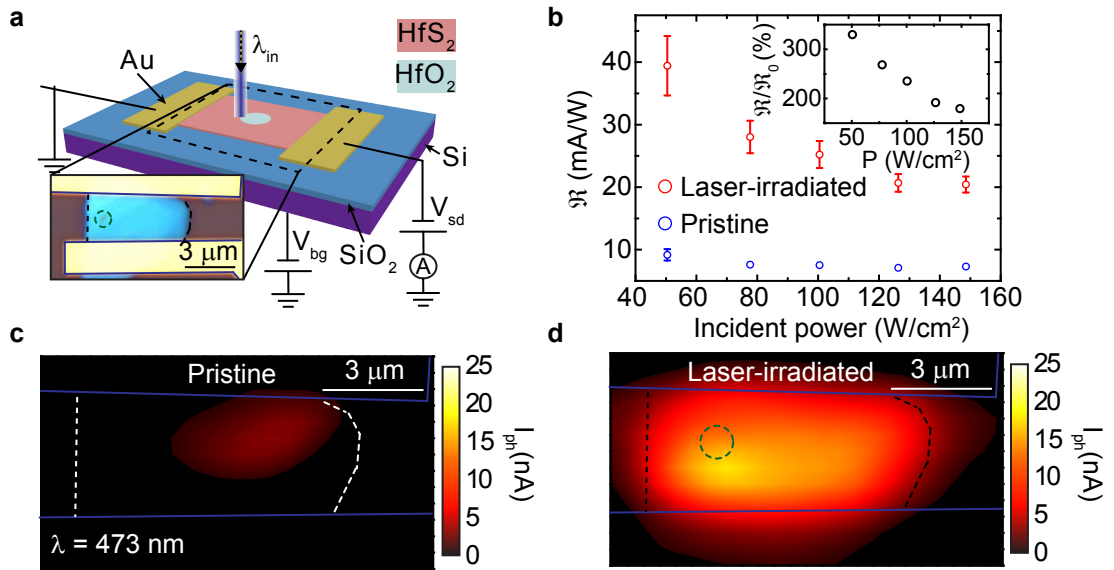 a
HfS2
HfO2
λin
Au
Si
Vsd
A
Vbg
SiO2
3 μm
b
ℜ (mA/W)
40
30
20
10
40 60 80 100 120 140 160
Incident power (W/cm²)
Laser-irradiated
Pristine
ℜ/ℜ0 (%)
300
200
50 100 150
P (W/cm²)
c
Pristine
3 μm
λ = 473 nm
25
20
15
10
5
0
Iph(nA)
d
Laser-irradiated
3 μm
25
20
15
10
5
0
Iph(nA)